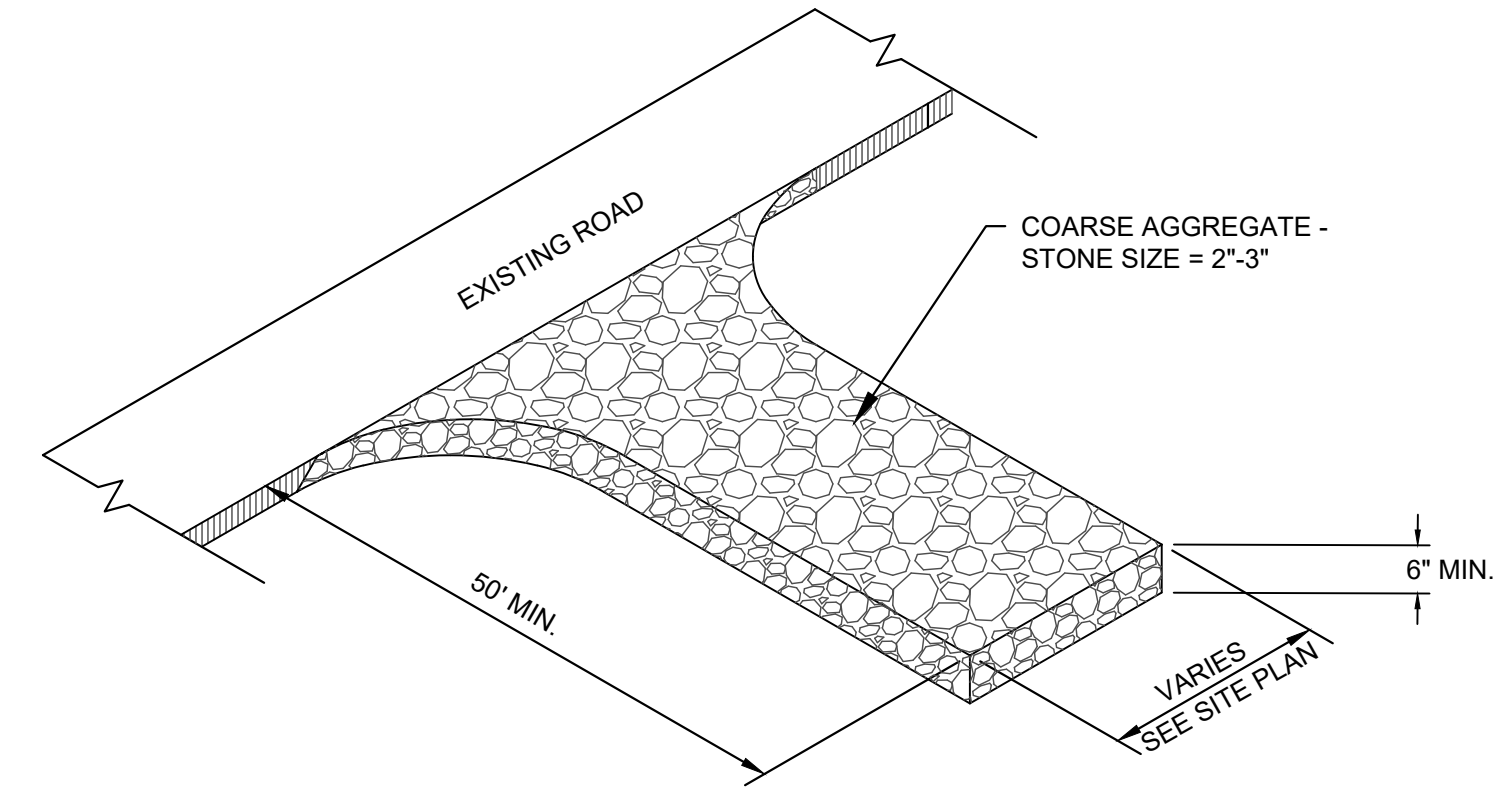 EXISTING ROAD
COARSE AGGREGATE -
STONE SIZE = 2"-3"
50' MIN.
6" MIN.
VARIES
SEE SITE PLAN